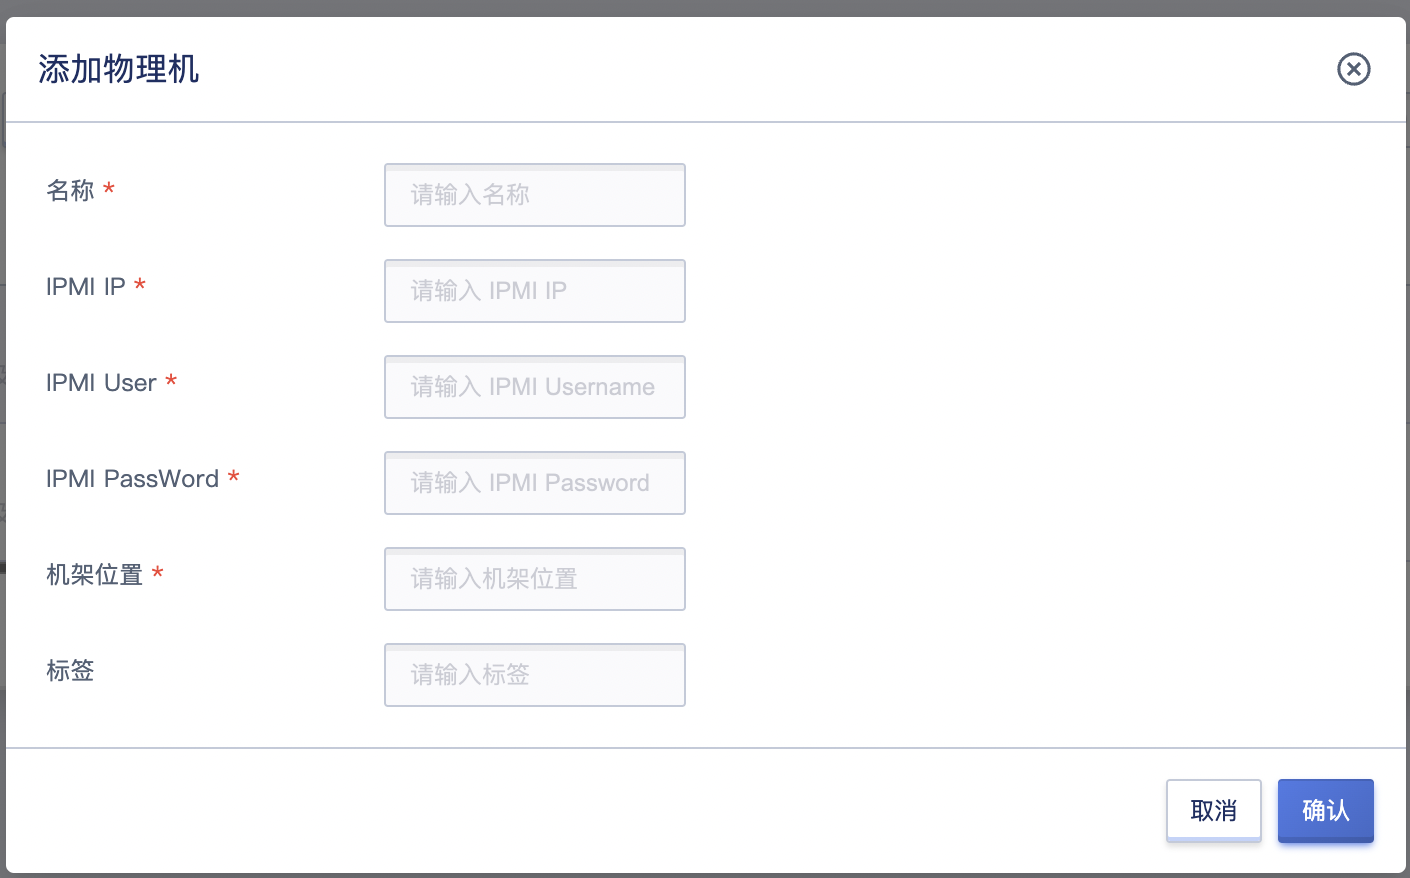 添加物理机
名称 *
请输入名称
IPMI IP *
请输入 IPMI IP
IPMI User *
请输入 IPMI Username
IPMI PassWord *
请输入 IPMI Password
机架位置 *
请输入机架位置
标签
请输入标签
取消
确认